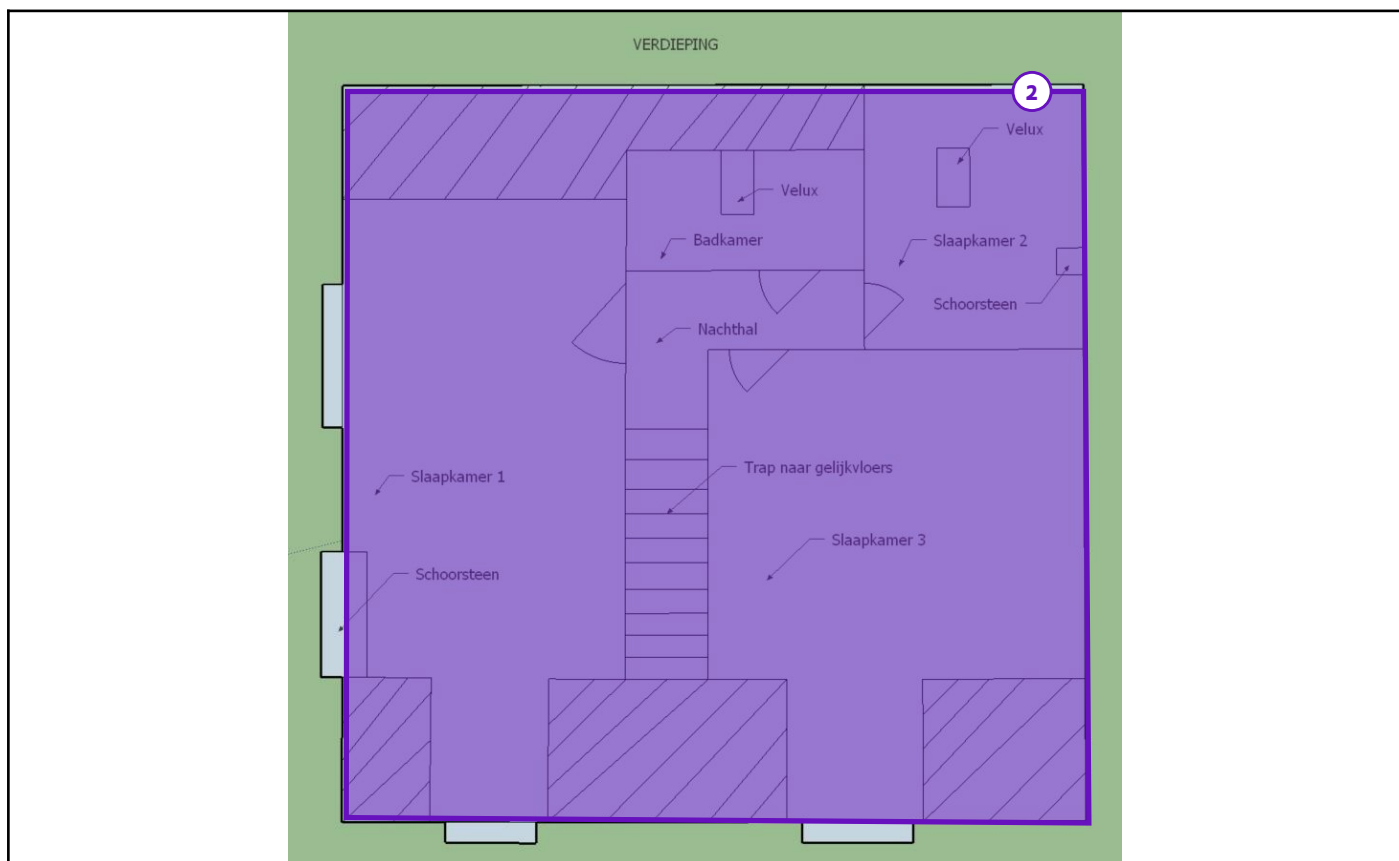 VERDIEPING
2
Velux
Velux
Badkamer
Slaapkamer 2
Schoorsteen
Nachthal
Trap naar gelijkvloers
Slaapkamer 1
Slaapkamer 3
Schoorsteen